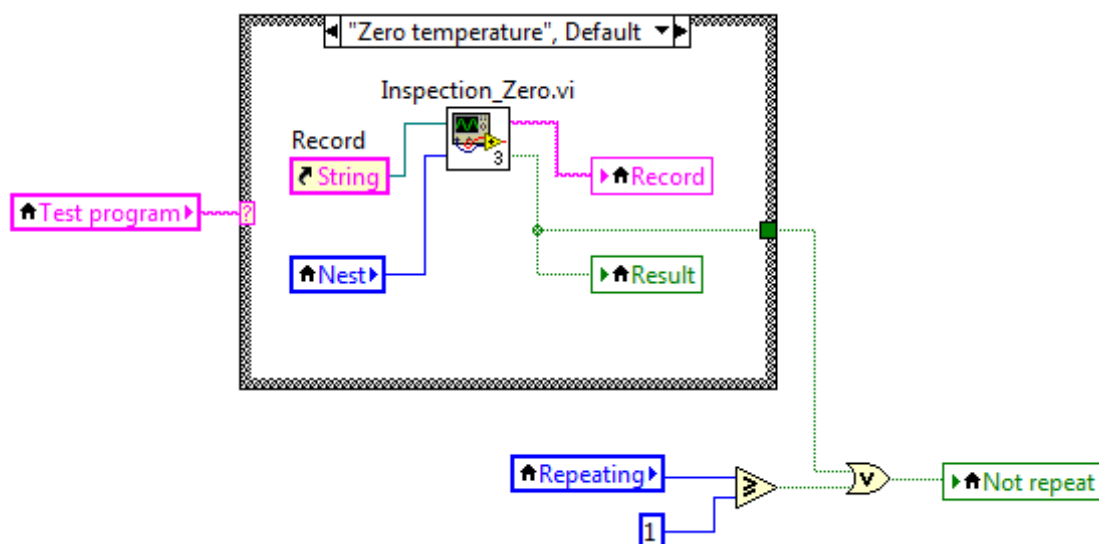 "Zero temperature", Default
Inspection_Zero.vi
3
Record
String
Record
Test program
?
Nest
Result
Repeating
1
Not repeat